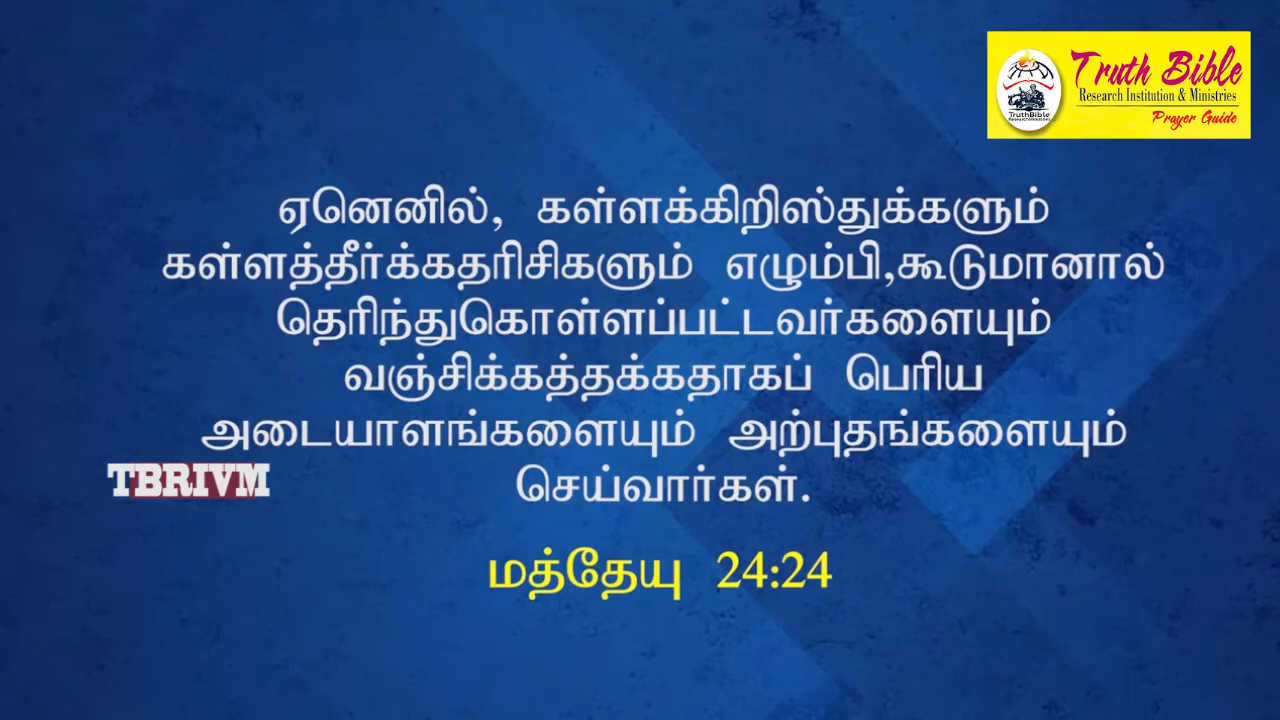 Truth Bible
Research Institution & Ministries
Prayer Guide
TruthBible
ஏனெனில், கள்ளக்கிறிஸ்துக்களும்
கள்ளத்தீர்க்கதரிசிகளும் எழும்பி,கூடுமானால்
தெரிந்துகொள்ளப்பட்டவர்களையும்
வஞ்சிக்கத்தக்கதாகப் பெரிய
அடையாளங்களையும் அற்புதங்களையும்
செய்வார்கள்.
TBRIVM
மத்தேயு 24:24